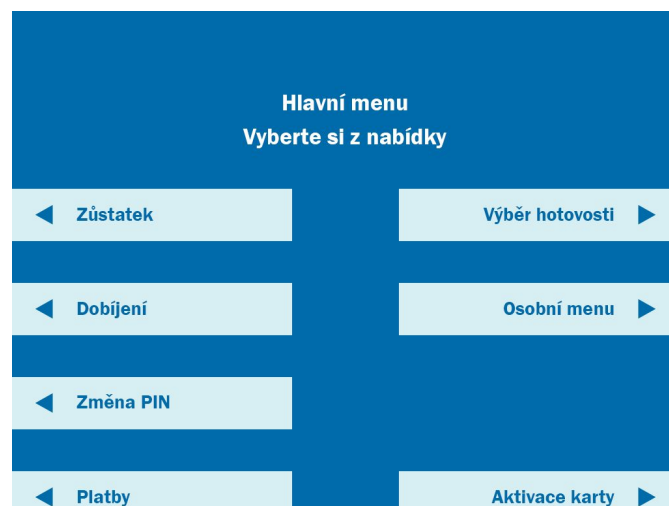 Hlavní menu
Vyberte si z nabídky
Zůstatek
Výběr hotovosti
Dobíjení
Osobní menu
Změna PIN
Platby
Aktivace karty